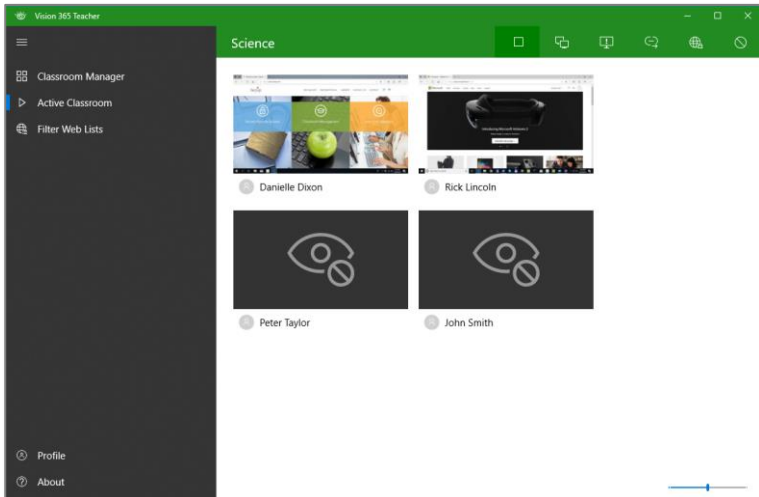 Vision 365 Teacher
Science
Classroom Manager
Active Classroom
Filter Web Lists
Danielle Dixon
Rick Lincoln
Peter Taylor
John Smith
Profile
About